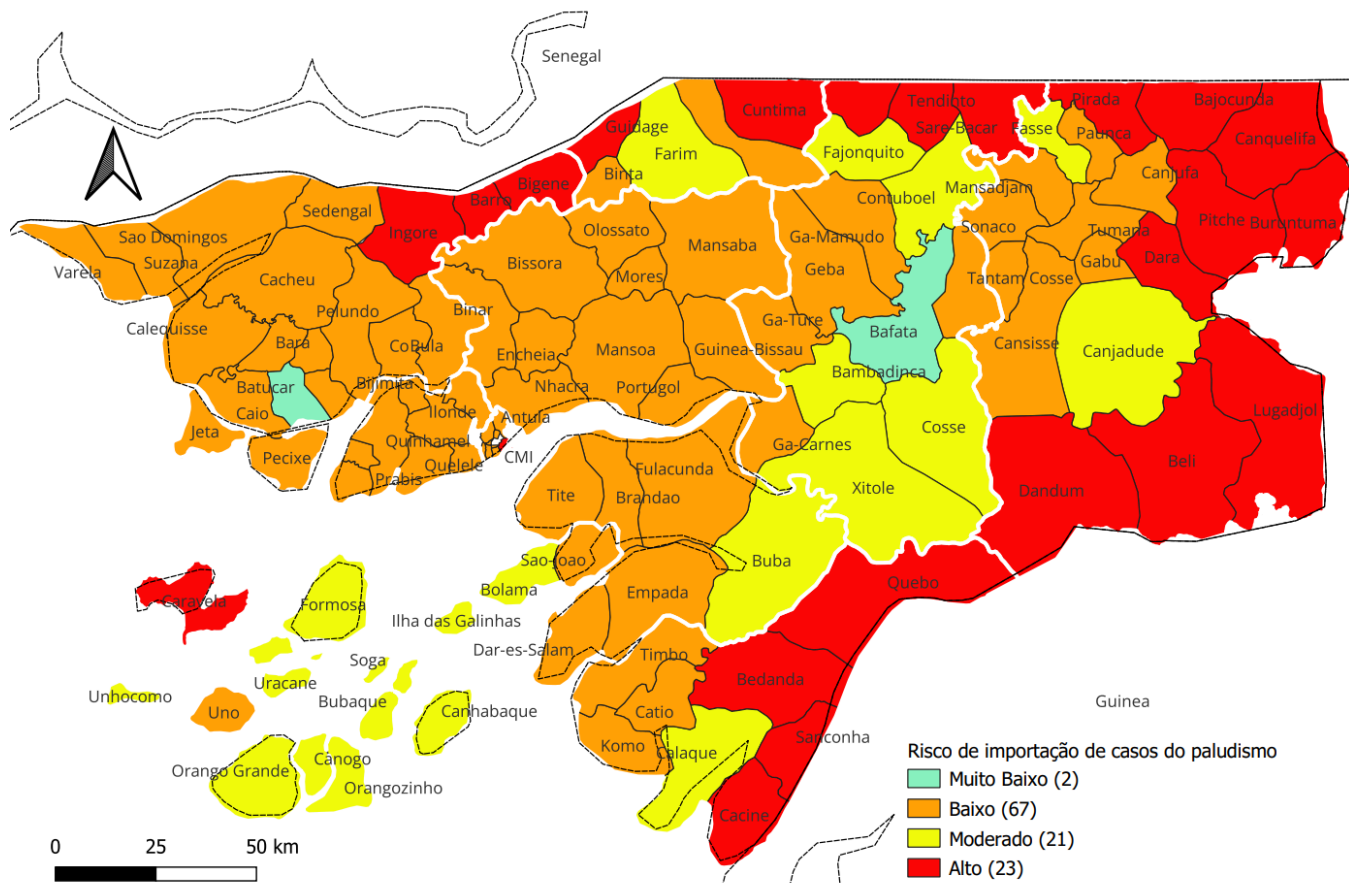 Senegal
Cuntima
Tendinto
Pirada
Bajocunda
Guidage
Sare-Bacar
Fasse
Paunca
Canquelifa
Farim
Fajonquito
Binta
Bigene
Canjufa
Barro
Contuboel
Mansadjam
Sedengal
Pitche
Buruntuma
Ingore
Olossato
Sonaco
Tumana
Sao Domingos
Ga-Mamudo
Mansaba
Suzana
Bissora
Geba
Gabu
Dara
Varela
Cacheu
Mores
Tantam
Cosse
Pelundo
Binar
Ga-Ture
Calequisse
Bafata
Bara
CoBula
Encheia
Mansoa
Guinea-Bissau
Cansisse
Canjadude
Bambadinca
Batucar
Bijimita
Nhacra
Portugol
Caio
Ilonde
Antula
Lugadjol
Jeta
Cosse
Quinhamel
Ga-Carnes
Pecixe
CMI
Quelele
Beli
Fulacunda
Prabis
Tite
Brandao
Xitole
Dandum
Sao-Joao
Buba
Quebo
Bolama
Empada
Caravela
Formosa
Ilha das Galinhas
Dar-es-Salam
Timbo
Soga
Uracane
Bedanda
Unhocomo
Bubaque
Guinea
Uno
Canhabaque
Catio
Sanconha
Komo
Calaque
Canogo
Orango Grande
Orangozinho
Cacine
Risco de importação de casos do paludismo
Muito Baixo (2)
Baixo (67)
Moderado (21)
Alto (23)
0 25 50 km